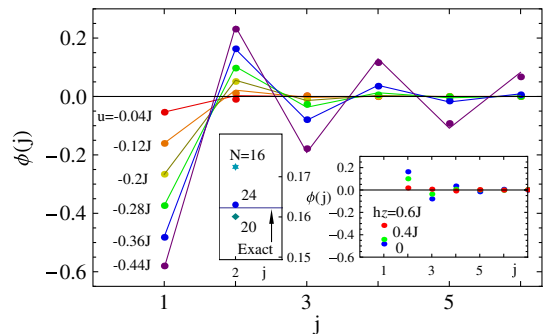 0.2
0.0
-0.2
-0.4
-0.6
ϕ(j)
u=-0.04J
-0.12J
-0.2J
-0.28J
-0.36J
-0.44J
1
3
5
j
N=16
24
20
Exact
0.17
0.16
0.15
2
j
ϕ(j)
0.2
0.0
-0.2
-0.4
-0.6
hz=0.6J
0.4J
0
1
3
5
j